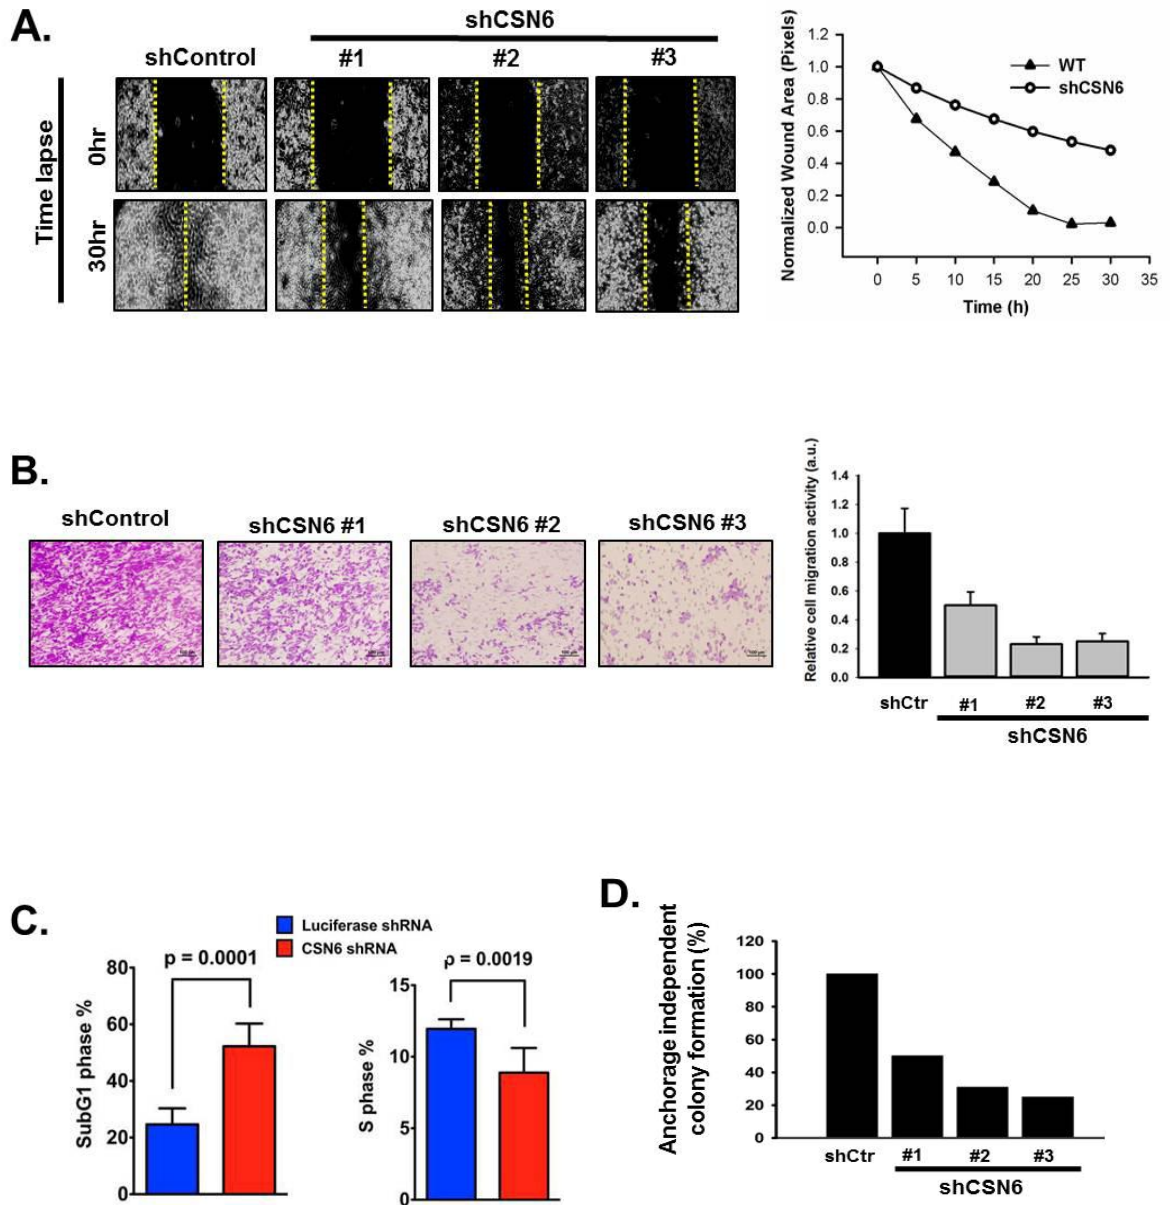 A.
shCSN6
shControl
#1
#2
#3
Time lapse
0hr
30hr
Normalized Wound Area (Pixels)
1.2
1.0
0.8
0.6
0.4
0.2
0.0
WT
shCSN6
0 5 10 15 20 25 30 35
Time (h)
B.
shControl
shCSN6 #1
shCSN6 #2
shCSN6 #3
100 μm
Relative cell migration activity (a.u.)
1.4
1.2
1.0
0.8
0.6
0.4
0.2
0.0
shCtr
#1
#2
#3
shCSN6
C.
Luciferase shRNA
CSN6 shRNA
p = 0.0001
SubG1 phase %
80
60
40
20
0
ρ = 0.0019
S phase %
15
10
5
0
D.
Anchorage independent
colony formation (%)
120
100
80
60
40
20
0
shCtr
#1
#2
#3
shCSN6